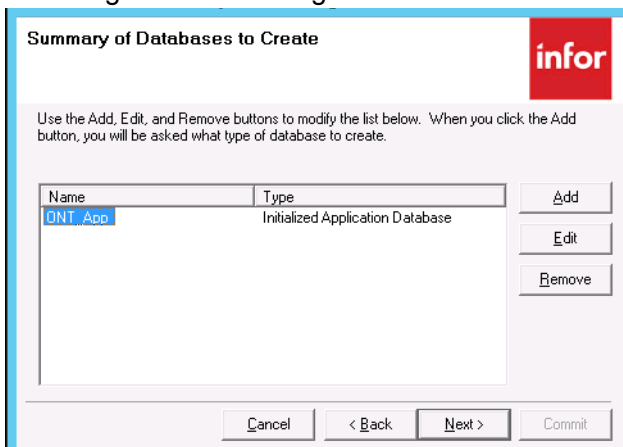 Summary of Databases to Create
infor
Use the Add, Edit, and Remove buttons to modify the list below. When you click the Add
button, you will be asked what type of database to create.
Name Type
ONT_App Initialized Application Database
Add
Edit
Remove
Cancel < Back Next > Commit